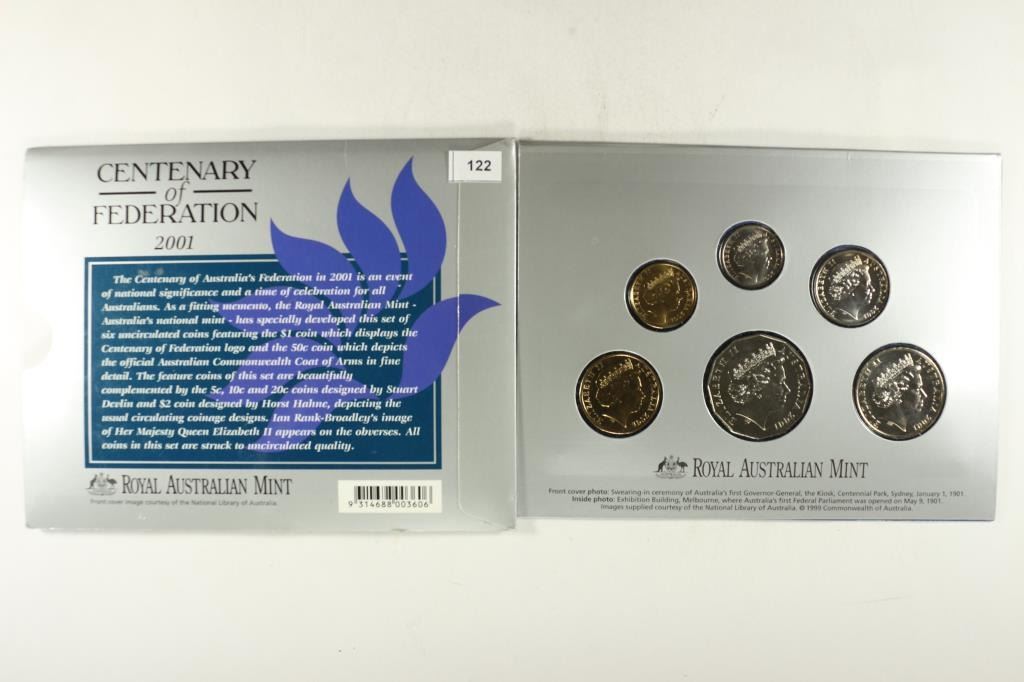 CENTENARY
of
FEDERATION
2001
122
The Centenary of Australia's Federation in 2001 is an event
of national significance and a time of celebration for all
Australians. As a fitting memento, the Royal Australian Mint -
Australia's national mint - has specially developed this set of
six uncirculated coins featuring the $1 coin which displays the
Centenary of Federation logo and the 50c coin which depicts
the official Australian Commonwealth Coat of Arms in fine
detail. The feature coins of this set are beautifully
complemented by the 5c, 10c and 20c coins designed by Stuart
Devlin and $2 coin designed by Horst Hahne, depicting the
usual circulating coinage designs. Ian Rank-Broadley's image
of Her Majesty Queen Elizabeth II appears on the obverses. All
coins in this set are struck to uncirculated quality.
ROYAL AUSTRALIAN MINT
Front cover image courtesy of the National Library of Australia.
9 314688 003606
ELIZABETH II AUSTRALIA 2001
ROYAL AUSTRALIAN MINT
Front cover photo: Swearing-in ceremony of Australia's first Governor-General, the Kiosk, Centennial Park, Sydney, January 1, 1901.
Inside photo: Exhibition Building, Melbourne, where Australia's first Federal Parliament was opened on May 9, 1901.
Images supplied courtesy of the National Library of Australia. © 1999 Commonwealth of Australia.